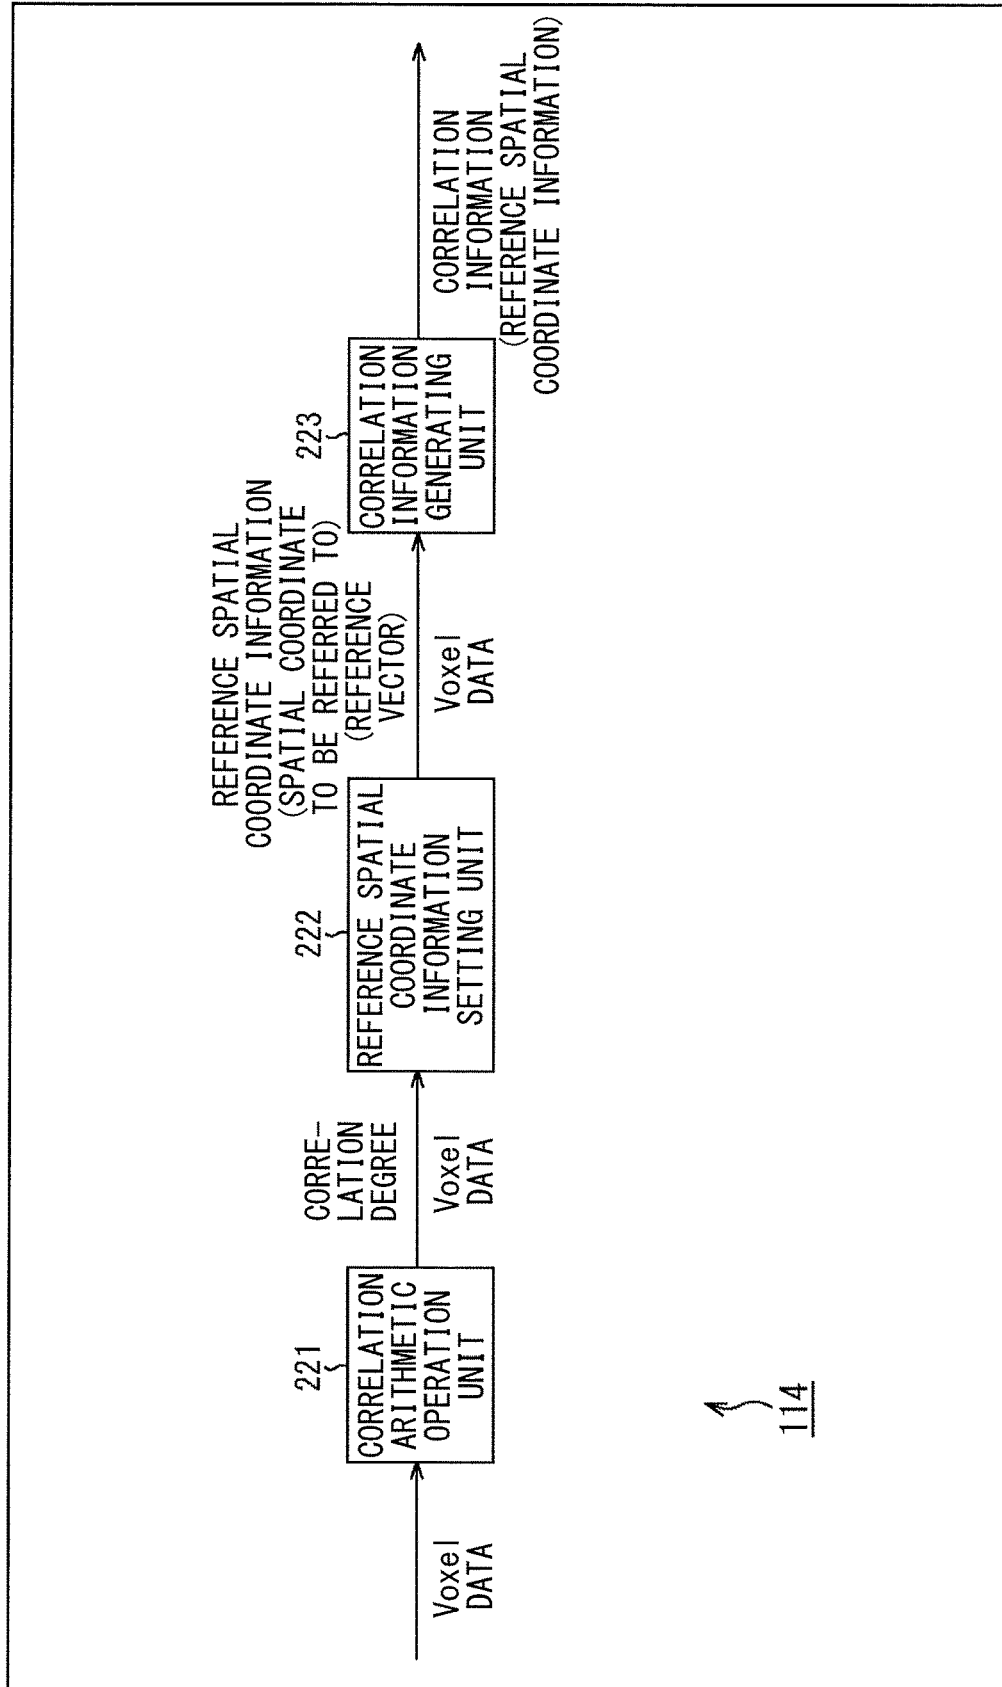 Voxel
DATA
221
CORRELATION
ARITHMETIC
OPERATION
UNIT
CORRE-
LATION
DEGREE
Voxel
DATA
222
REFERENCE SPATIAL
COORDINATE
INFORMATION
SETTING UNIT
REFERENCE SPATIAL
COORDINATE INFORMATION
(SPATIAL COORDINATE
TO BE REFERRED TO)
(REFERENCE
VECTOR)
Voxel
DATA
223
CORRELATION
INFORMATION
GENERATING
UNIT
CORRELATION
INFORMATION
(REFERENCE SPATIAL
COORDINATE INFORMATION)
114